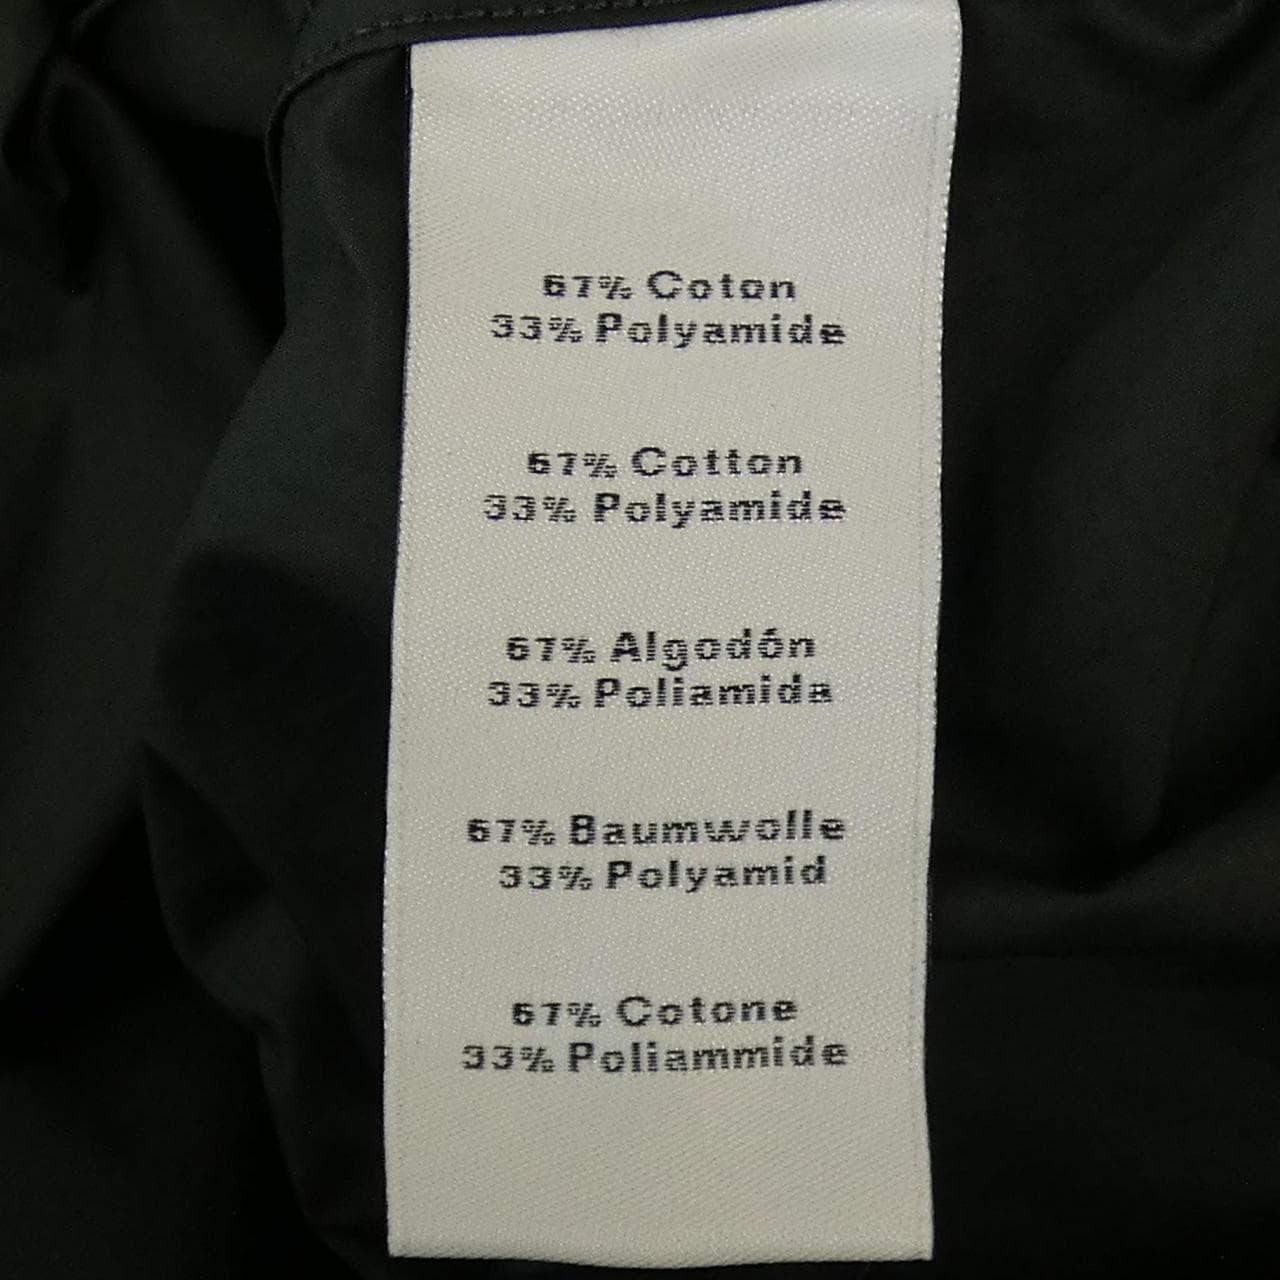 67% Coton
33% Polyamide
67% Cotton
33% Polyamide
67% Algodón
33% Poliamida
67% Baumwolle
33% Polyamid
67% Cotone
33% Poliammide